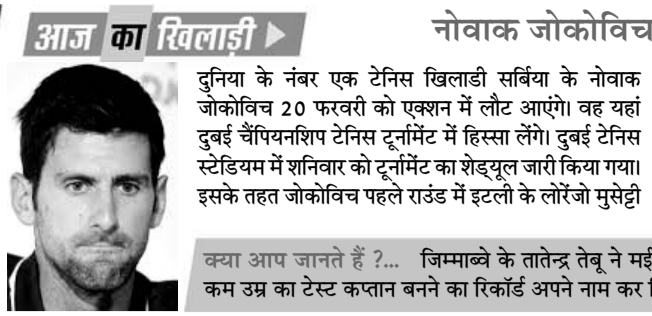 आज का खिलाड़ी
नोवाक जोकोविच
दुनिया के नंबर एक टेनिस खिलाडी सर्बिया के नोवाक
जोकोविच 20 फरवरी को एक्शन में लौट आएंगे। वह यहां
दुबई चैंपियनशिप टेनिस टूर्नामेंट में हिस्सा लेंगे। दुबई टेनिस
स्टेडियम में शनिवार को टूर्नामेंट का शेड्यूल जारी किया गया।
इसके तहत जोकोविच पहले राउंड में इटली के लोरेंजो मुसेट्टी
क्या आप जानते हैं ?... जिम्माब्वे के तातेन्द्र तेबू ने मई
कम उम्र का टेस्ट कप्तान बनने का रिकॉर्ड अपने नाम कर